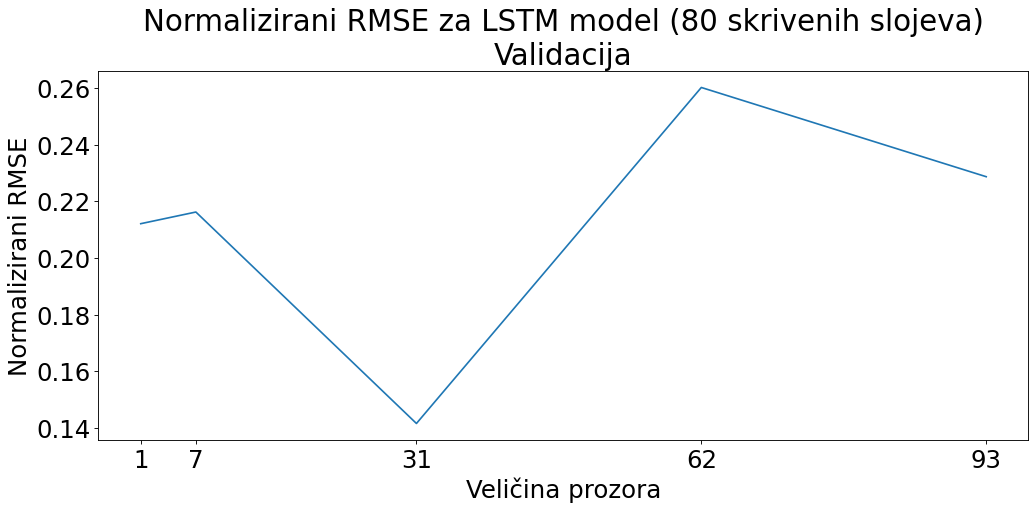 Normalizirani RMSE za LSTM model (80 skrivenih slojeva)
Validacija
Normalizirani RMSE
0.26
0.24
0.22
0.20
0.18
0.16
0.14
1 7 31 62 93
Veličina prozora